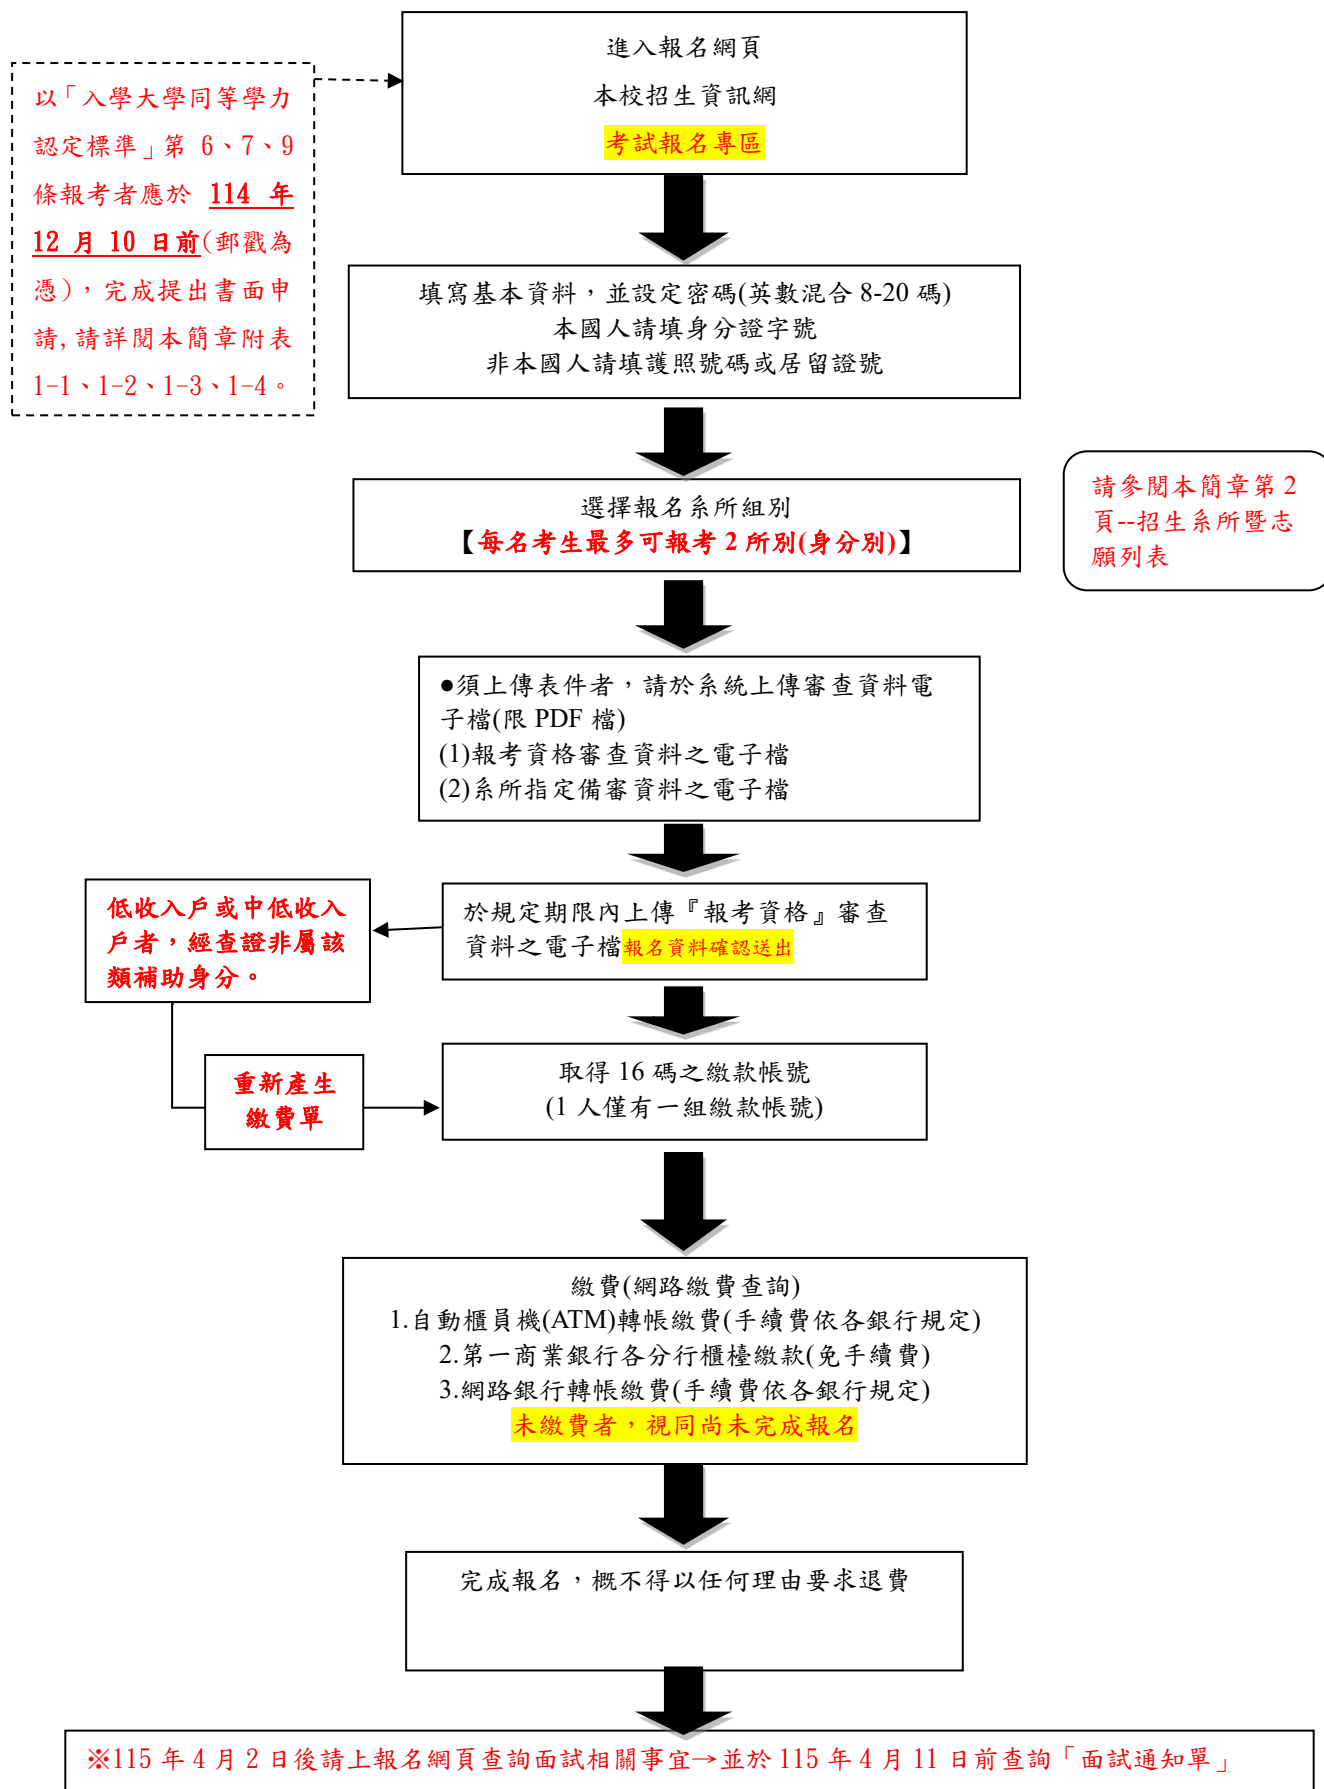 進入報名網頁
本校招生資訊網
考試報名專區
以「入學大學同等學力
認定標準」第 6、7、9
條報考者應於 114 年
12 月 10 日前(郵戳為
憑),完成提出書面申
請,請詳閱本簡章附表
1-1、1-2、1-3、1-4。
填寫基本資料,並設定密碼(英數混合 8-20 碼)
本國人請填身分證字號
非本國人請填護照號碼或居留證號
選擇報名系所組別
【每名考生最多可報考 2 所別(身分別)】
請參閱本簡章第 2
頁--招生系所暨志
願列表
●須上傳表件者,請於系統上傳審查資料電
子檔(限 PDF 檔)
(1)報考資格審查資料之電子檔
(2)系所指定備審資料之電子檔
於規定期限內上傳『報考資格』審查
資料之電子檔報名資料確認送出
低收入戶或中低收入
戶者,經查證非屬該
類補助身分。
重新產生
繳費單
取得 16 碼之繳款帳號
(1 人僅有一組繳款帳號)
繳費(網路繳費查詢)
1.自動櫃員機(ATM)轉帳繳費(手續費依各銀行規定)
2.第一商業銀行各分行櫃檯繳款(免手續費)
3.網路銀行轉帳繳費(手續費依各銀行規定)
未繳費者,視同尚未完成報名
完成報名,概不得以任何理由要求退費
※115 年 4 月 2 日後請上報名網頁查詢面試相關事宜→並於 115 年 4 月 11 日前查詢「面試通知單」